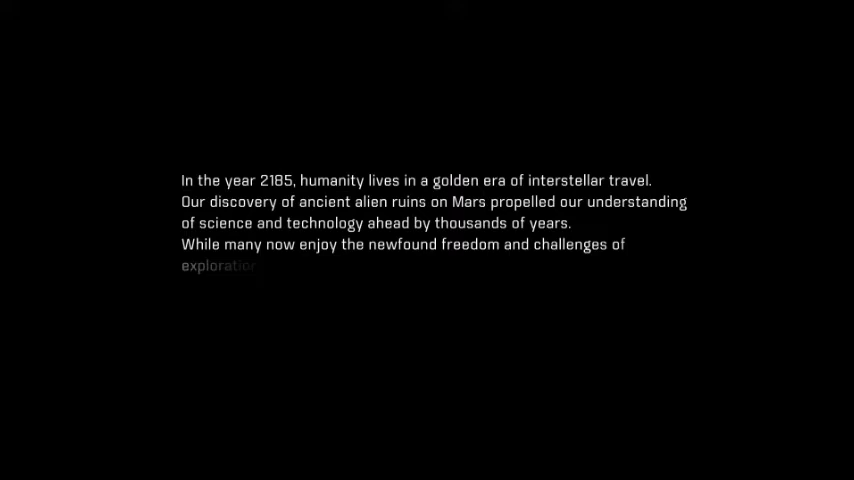 In the year 2185, humanity lives in a golden era of interstellar travel.
Our discovery of ancient alien ruins on Mars propelled our understanding
of science and technology ahead by thousands of years.
While many now enjoy the newfound freedom and challenges of
exploration